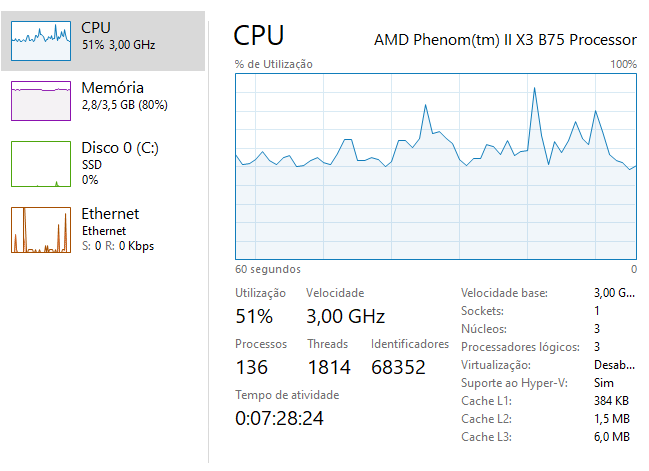 CPU
51% 3,00 GHz
Memória
2,8/3,5 GB (80%)
Disco 0 (C:)
SSD
0%
Ethernet
Ethernet
S: 0 R: 0 Kbps
CPU AMD Phenom(tm) II X3 B75 Processor
% de Utilização 100%
60 segundos 0
Utilização Velocidade
51% 3,00 GHz
Processos Threads Identificadores
136 1814 68352
Tempo de atividade
0:07:28:24
Velocidade base: 3,00 G...
Sockets: 1
Núcleos: 3
Processadores lógicos: 3
Virtualização: Desab...
Suporte ao Hyper-V: Sim
Cache L1: 384 KB
Cache L2: 1,5 MB
Cache L3: 6,0 MB